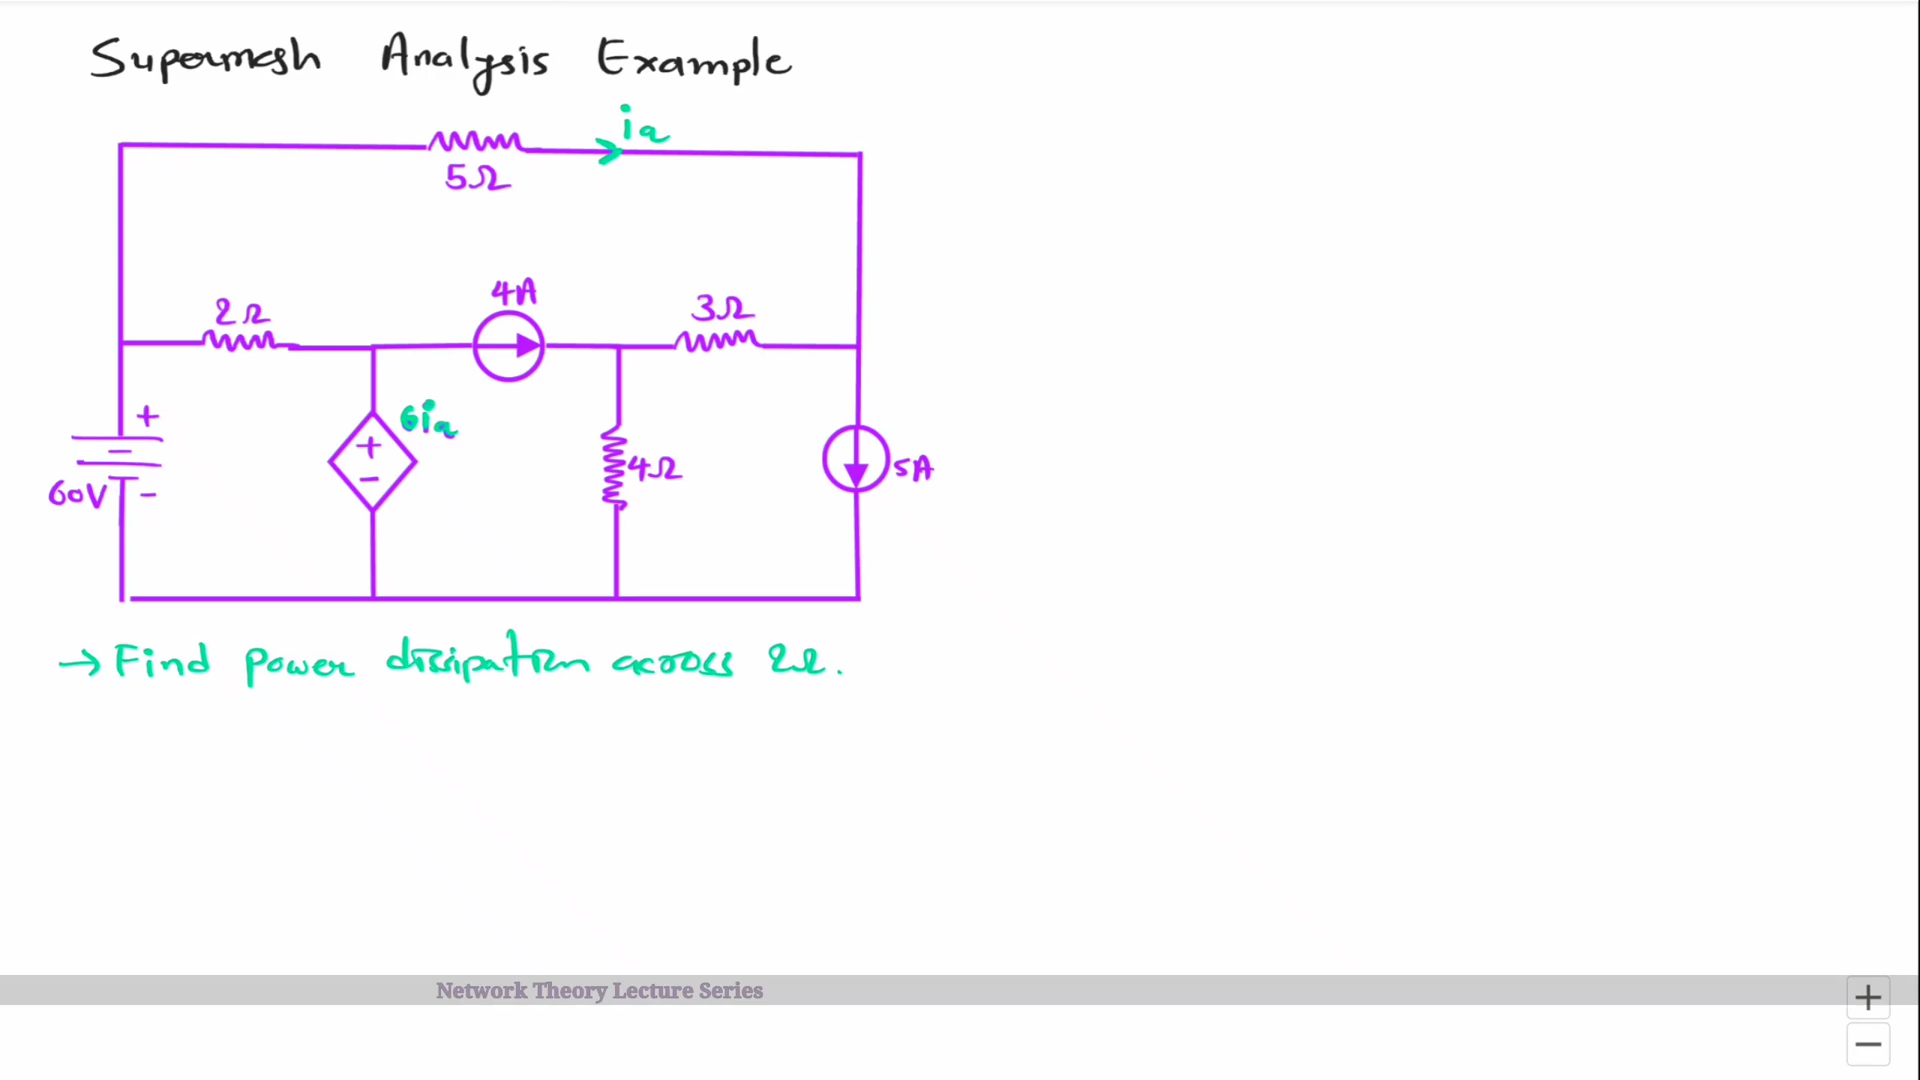 Supermesh Analysis Example
ia
5Ω
4A
2Ω
3Ω
+
6ia
+
-
4Ω
5A
60V
-
→ Find power dissipation across 2Ω.
Network Theory Lecture Series
+
−